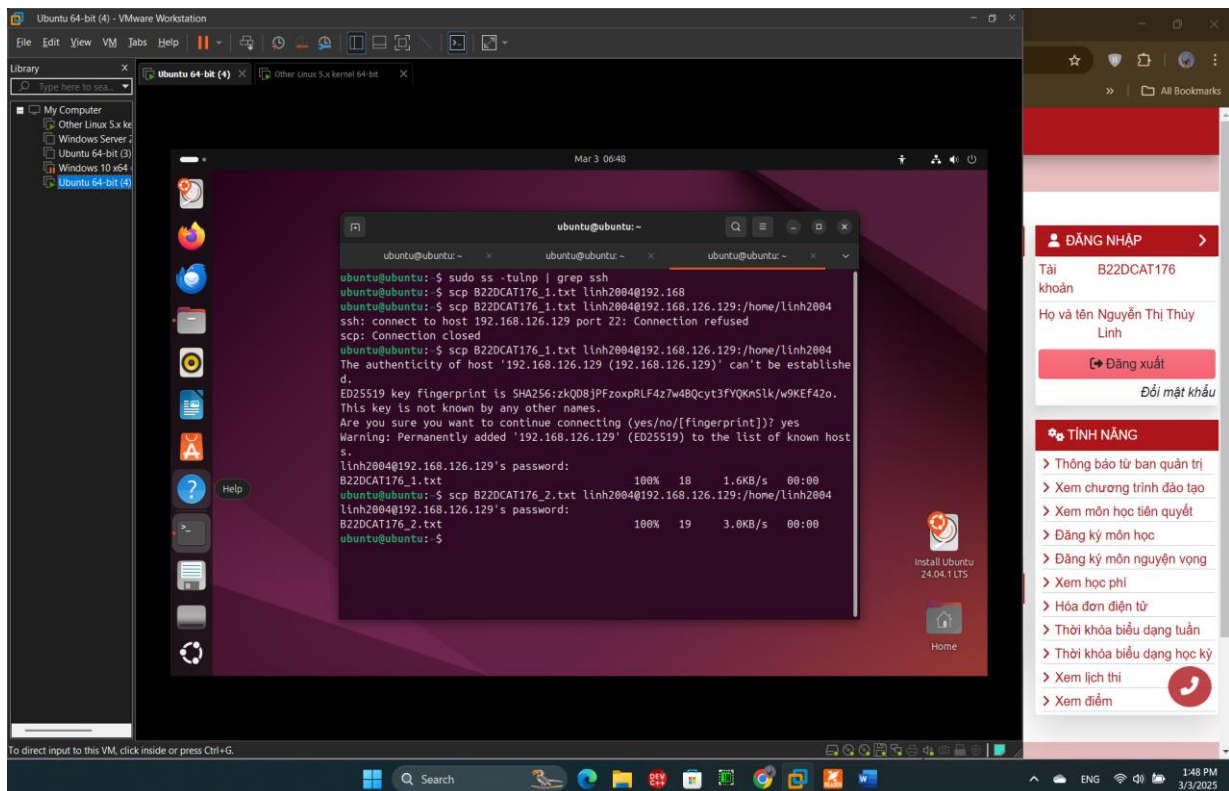 Ubuntu 64-bit (4) - VMware Workstation
File Edit View VM Tabs Help
Library
Type here to sea...
My Computer
Other Linux 5.x ke
Windows Server 2
Ubuntu 64-bit (3)
Windows 10 x64
Ubuntu 64-bit (4)
Ubuntu 64-bit (4)
Other Linux 5.x kernel 64-bit
Mar 3 06:48
ubuntu@ubuntu: ~
ubuntu@ubuntu: ~
ubuntu@ubuntu: ~
ubuntu@ubuntu: ~
ubuntu@ubuntu:~$ sudo ss -tulnp | grep ssh
ubuntu@ubuntu:~$ scp B22DCAT176_1.txt linh2004@192.168
ubuntu@ubuntu:~$ scp B22DCAT176_1.txt linh2004@192.168.126.129:/home/linh2004
ssh: connect to host 192.168.126.129 port 22: Connection refused
scp: Connection closed
ubuntu@ubuntu:~$ scp B22DCAT176_1.txt linh2004@192.168.126.129:/home/linh2004
The authenticity of host '192.168.126.129 (192.168.126.129)' can't be establishe
d.
ED25519 key fingerprint is SHA256:zkQD8jPFzoxpRLF4z7w4BQcyt3fYQKmSlk/w9KEf42o.
This key is not known by any other names.
Are you sure you want to continue connecting (yes/no/[fingerprint])? yes
Warning: Permanently added '192.168.126.129' (ED25519) to the list of known host
s.
linh2004@192.168.126.129's password:
B22DCAT176_1.txt 100% 18 1.6KB/s 00:00
ubuntu@ubuntu:~$ scp B22DCAT176_2.txt linh2004@192.168.126.129:/home/linh2004
linh2004@192.168.126.129's password:
B22DCAT176_2.txt 100% 19 3.0KB/s 00:00
ubuntu@ubuntu:~$
Help
Install Ubuntu
24.04.1 LTS
Home
To direct input to this VM, click inside or press Ctrl+G.
All Bookmarks
ĐĂNG NHẬP
Tài khoản B22DCAT176
Họ và tên Nguyễn Thị Thùy
Linh
Đăng xuất
Đổi mật khẩu
TÍNH NĂNG
Thông báo từ ban quản trị
Xem chương trình đào tạo
Xem môn học tiên quyết
Đăng ký môn học
Đăng ký môn nguyện vọng
Xem học phí
Hóa đơn điện tử
Thời khóa biểu dạng tuần
Thời khóa biểu dạng học kỳ
Xem lịch thi
Xem điểm
Search
ENG
1:48 PM
3/3/2025